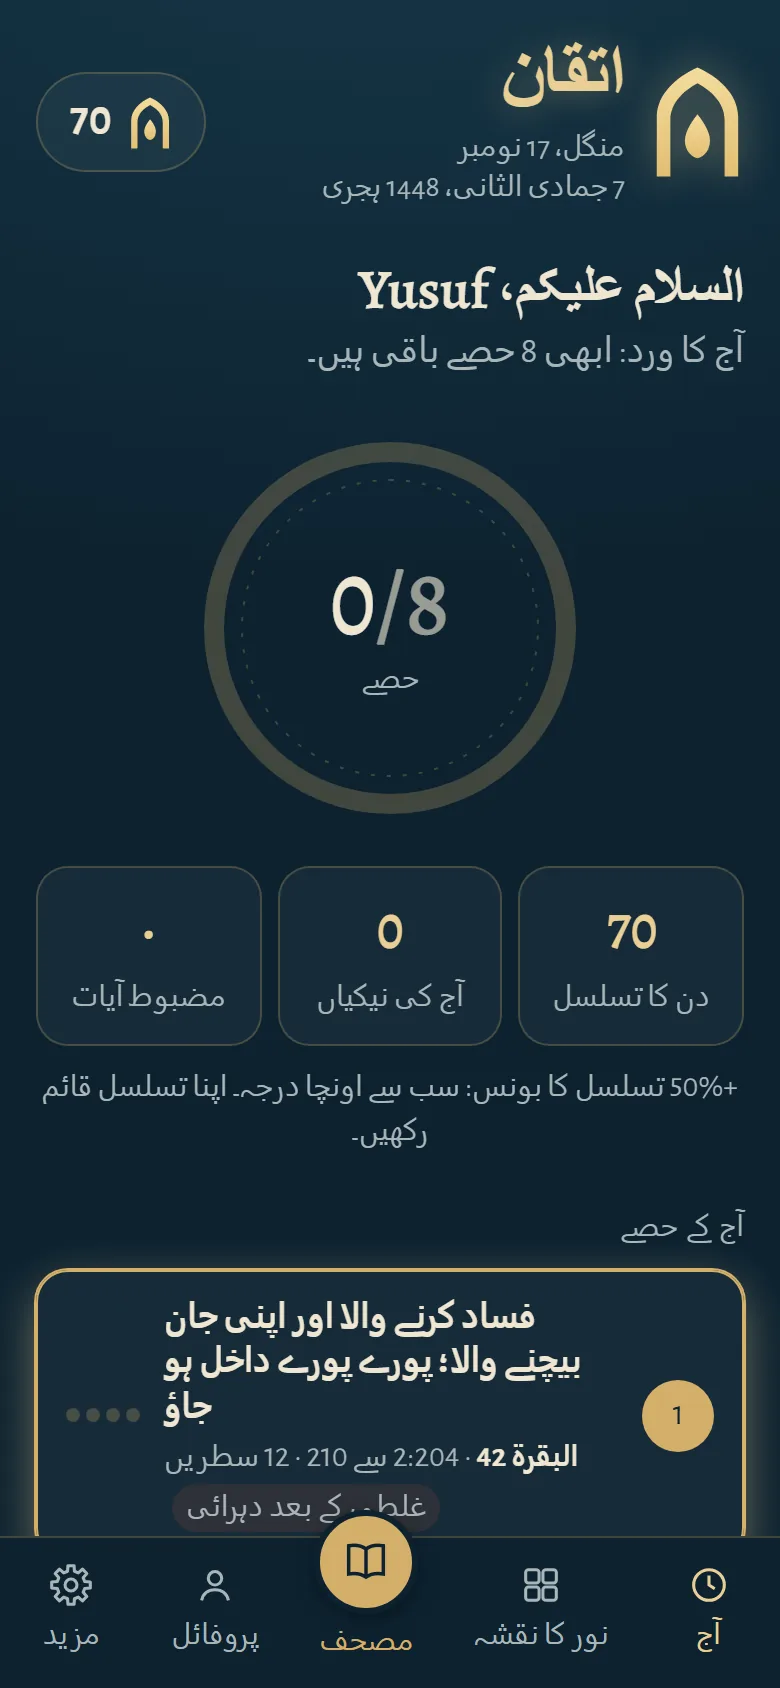 اتقان
منگل، 17 نومبر
7 جمادی الثانی، 1448 ہجری
70
السلام علیکم، Yusuf
آج کا ورد: ابھی 8 حصے باقی ہیں۔
0/8
حصے
70
دن کا تسلسل
0
آج کی نیکیاں
·
مضبوط آیات
+50% تسلسل کا بونس: سب سے اونچا درجہ۔ اپنا تسلسل قائم
رکھیں۔
آج کے حصے
1
فساد کرنے والا اور اپنی جان
بیچنے والا؛ پورے پورے داخل ہو
جاؤ
البقرة 42 · 2:204 سے 210 · 12 سطریں
غلطی کے بعد دہرائی
آج
نور کا نقشہ
مصحف
پروفائل
مزید